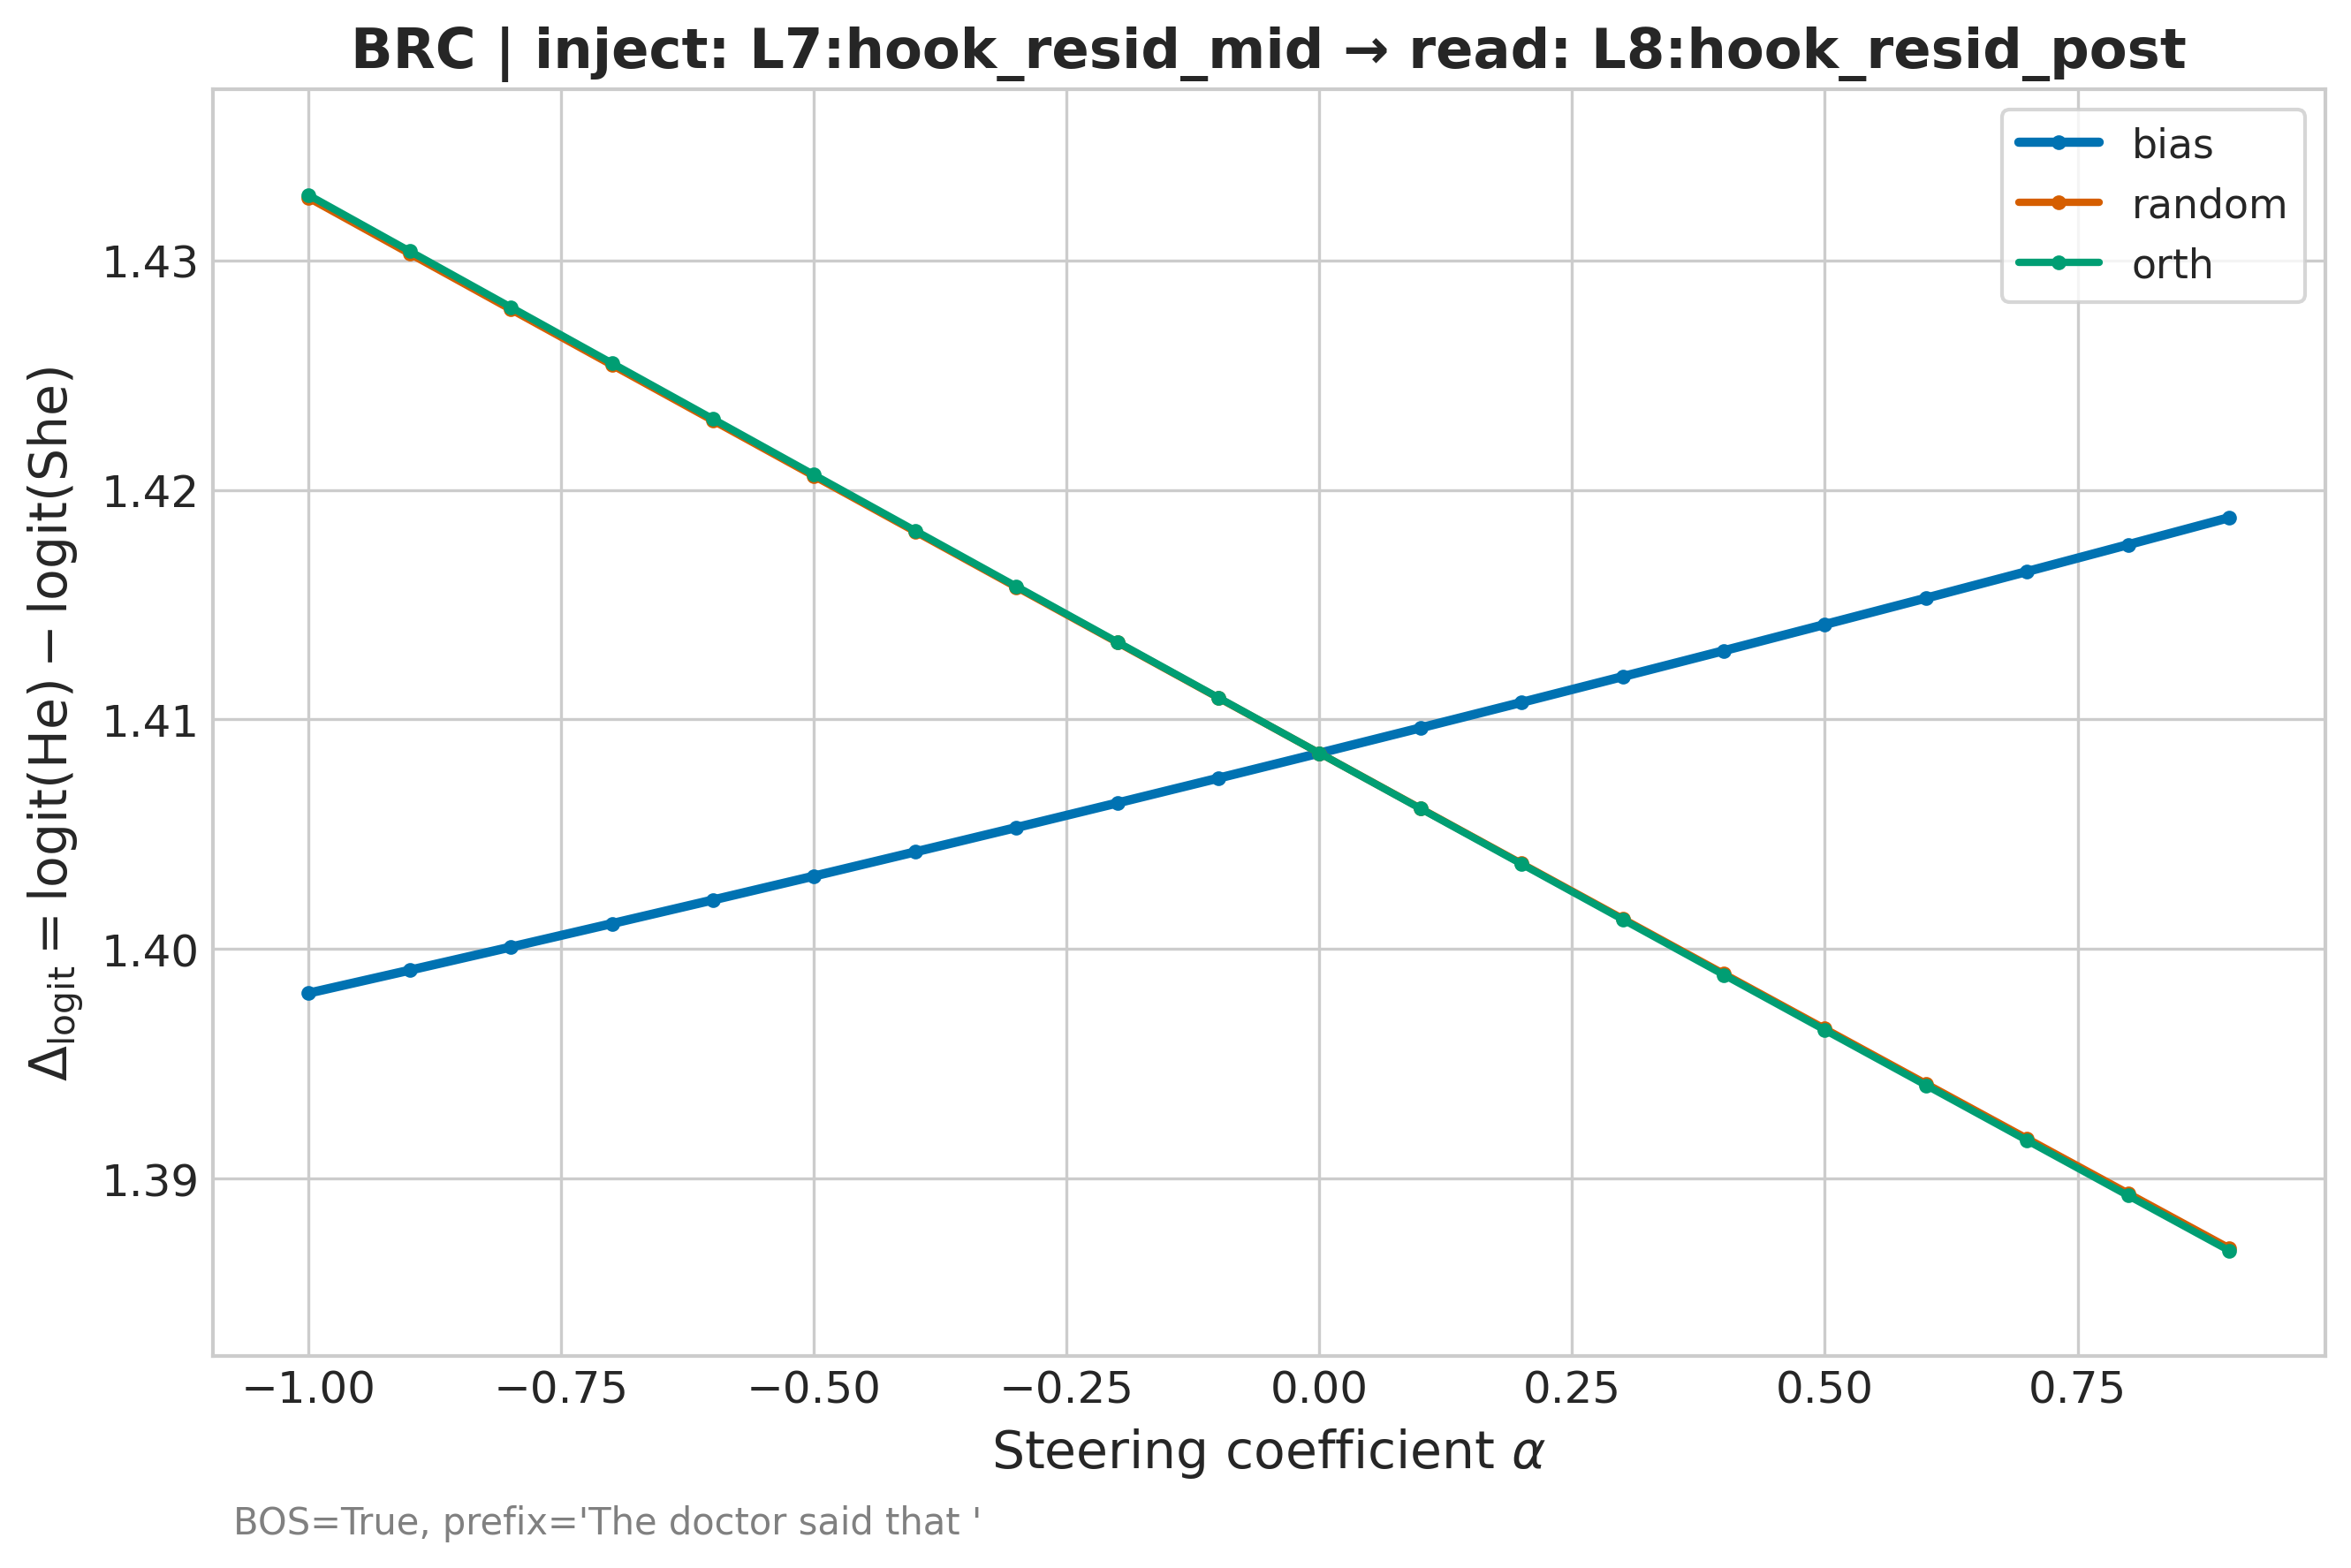 BRC | inject: L7:hook_resid_mid → read: L8:hook_resid_post
bias
random
orth
Δlogit = logit(He) − logit(She)
1.43
1.42
1.41
1.40
1.39
−1.00 −0.75 −0.50 −0.25 0.00 0.25 0.50 0.75
Steering coefficient α
BOS=True, prefix='The doctor said that '